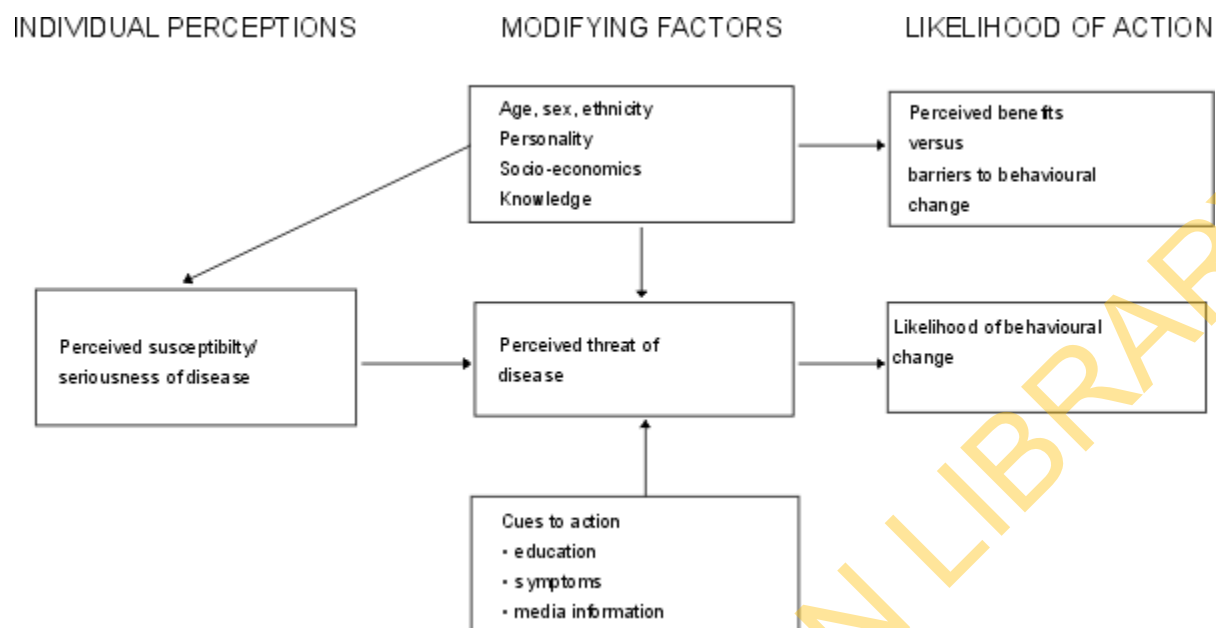 INDIVIDUAL PERCEPTIONS
MODIFYING FACTORS
LIKELIHOOD OF ACTION
Age, sex, ethnicity
Personality
Socio-economics
Knowledge
Perceived benefits
versus
barriers to behavioural
change
Perceived susceptibilty/
seriousness of disease
Perceived threat of
disease
Likelihood of behavioural
change
Cues to action
• education
• symptoms
• media information
N LIBRARY